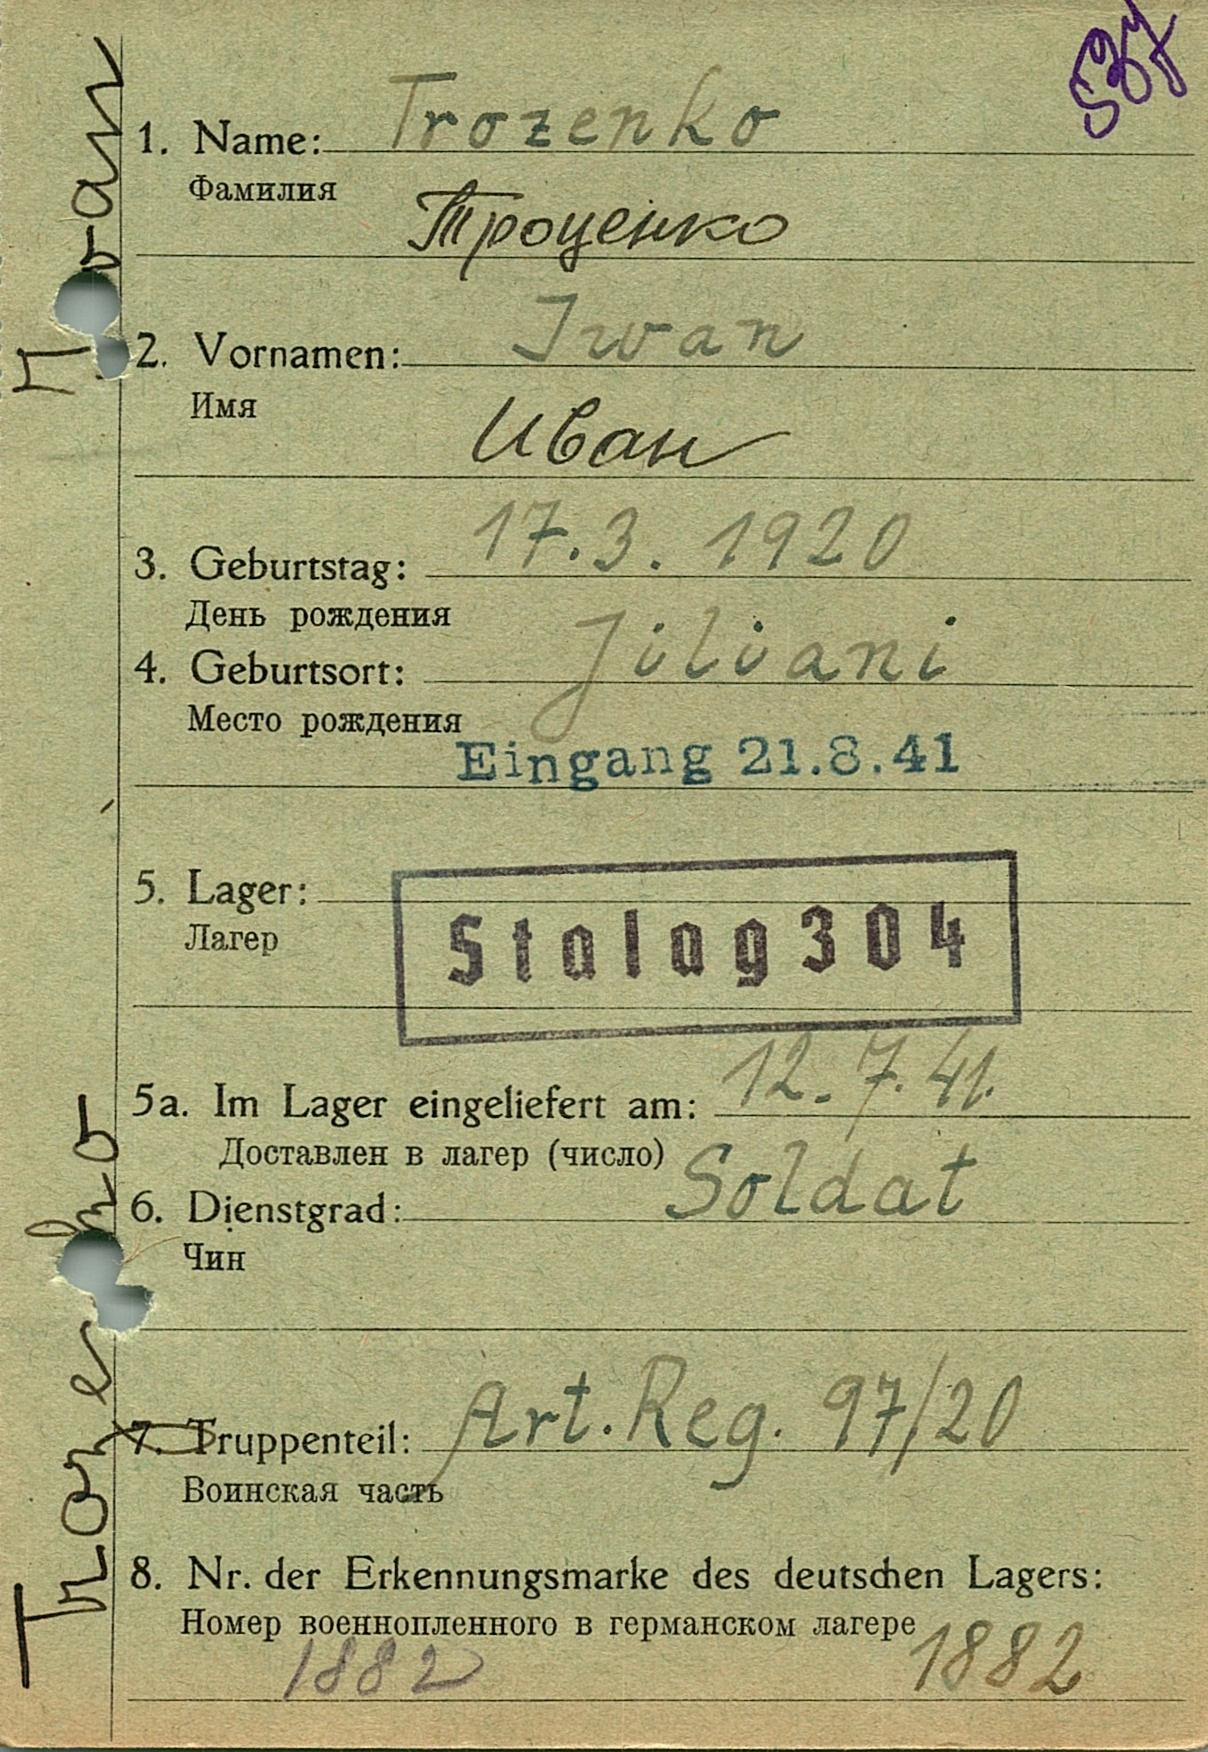 537
1. Name: Trozenko
Фамилия
Троценко
2. Vornamen: Iwan
Имя
Иван
3. Geburtstag: 17.3.1920
День рождения
4. Geburtsort: Jiliani
Место рождения
Eingang 21.8.41
5. Lager: Stalag 304
Лагер
5a. Im Lager eingeliefert am: 12.7.41.
Доставлен в лагер (число)
6. Dienstgrad: Soldat
Чин
7. Truppenteil: Art. Reg. 97/20
Воинская часть
8. Nr. der Erkennungsmarke des deutschen Lagers:
Номер военнопленного в германском лагере
1882 1882